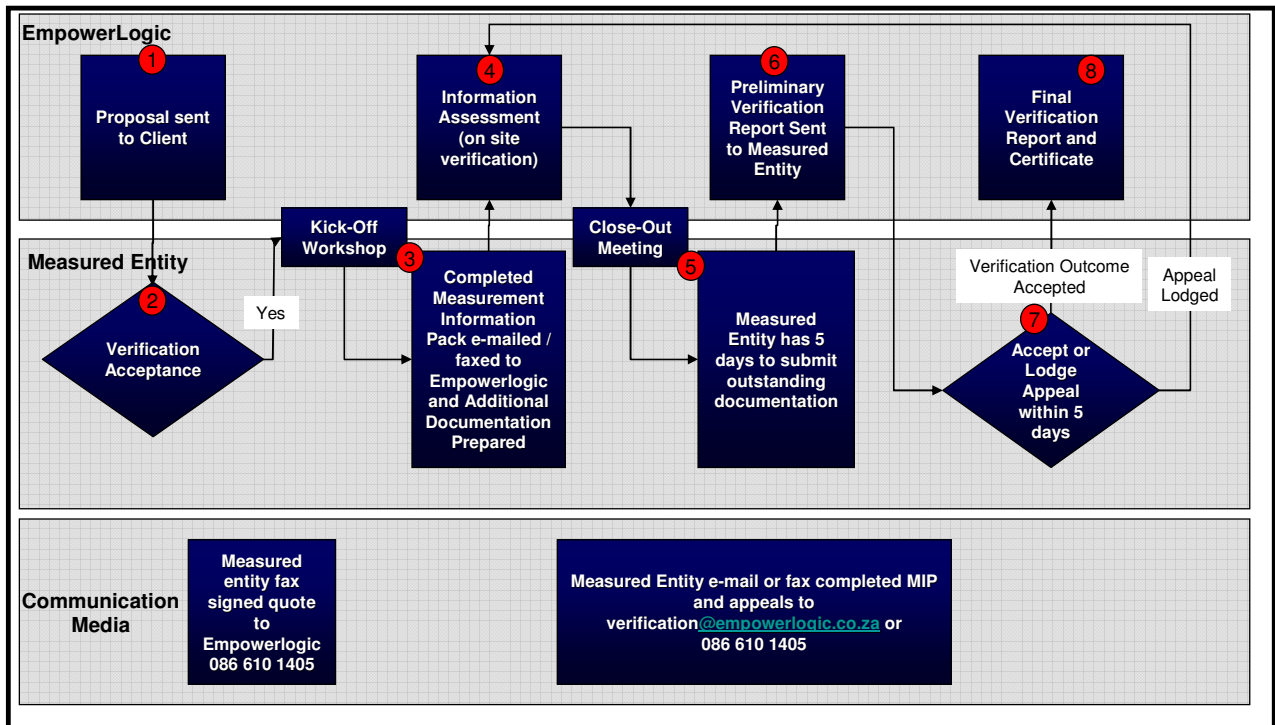 EmpowerLogic
1
Proposal sent
to Client
4
Information
Assessment
(on site
verification)
6
Preliminary
Verification
Report Sent
to Measured
Entity
8
Final
Verification
Report and
Certificate
Kick-Off
Workshop
Close-Out
Meeting
Measured Entity
2
Verification
Acceptance
Yes
3
Completed
Measurement
Information
Pack e-mailed /
faxed to
Empowerlogic
and Additional
Documentation
Prepared
5
Measured
Entity has 5
days to submit
outstanding
documentation
Verification Outcome
Accepted
Appeal
Lodged
7
Accept or
Lodge
Appeal
within 5
days
Communication
Media
Measured
entity fax
signed quote
to
Empowerlogic
086 610 1405
Measured Entity e-mail or fax completed MIP
and appeals to
verification@empowerlogic.co.za or
086 610 1405